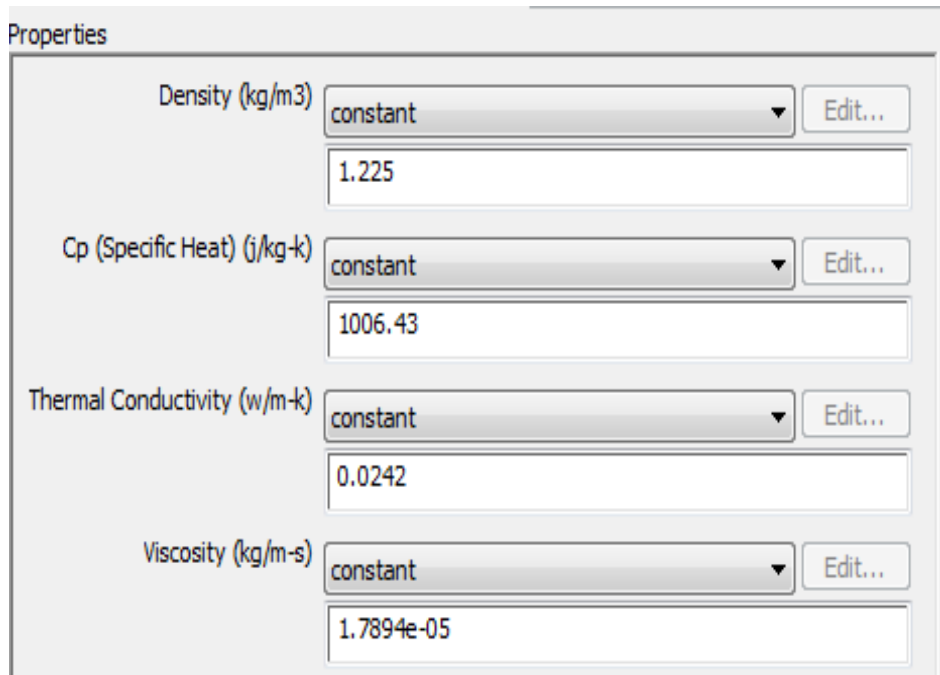 Properties
Density (kg/m3)
constant
Edit...
1.225
Cp (Specific Heat) (j/kg-k)
constant
Edit...
1006.43
Thermal Conductivity (w/m-k)
constant
Edit...
0.0242
Viscosity (kg/m-s)
constant
Edit...
1.7894e-05